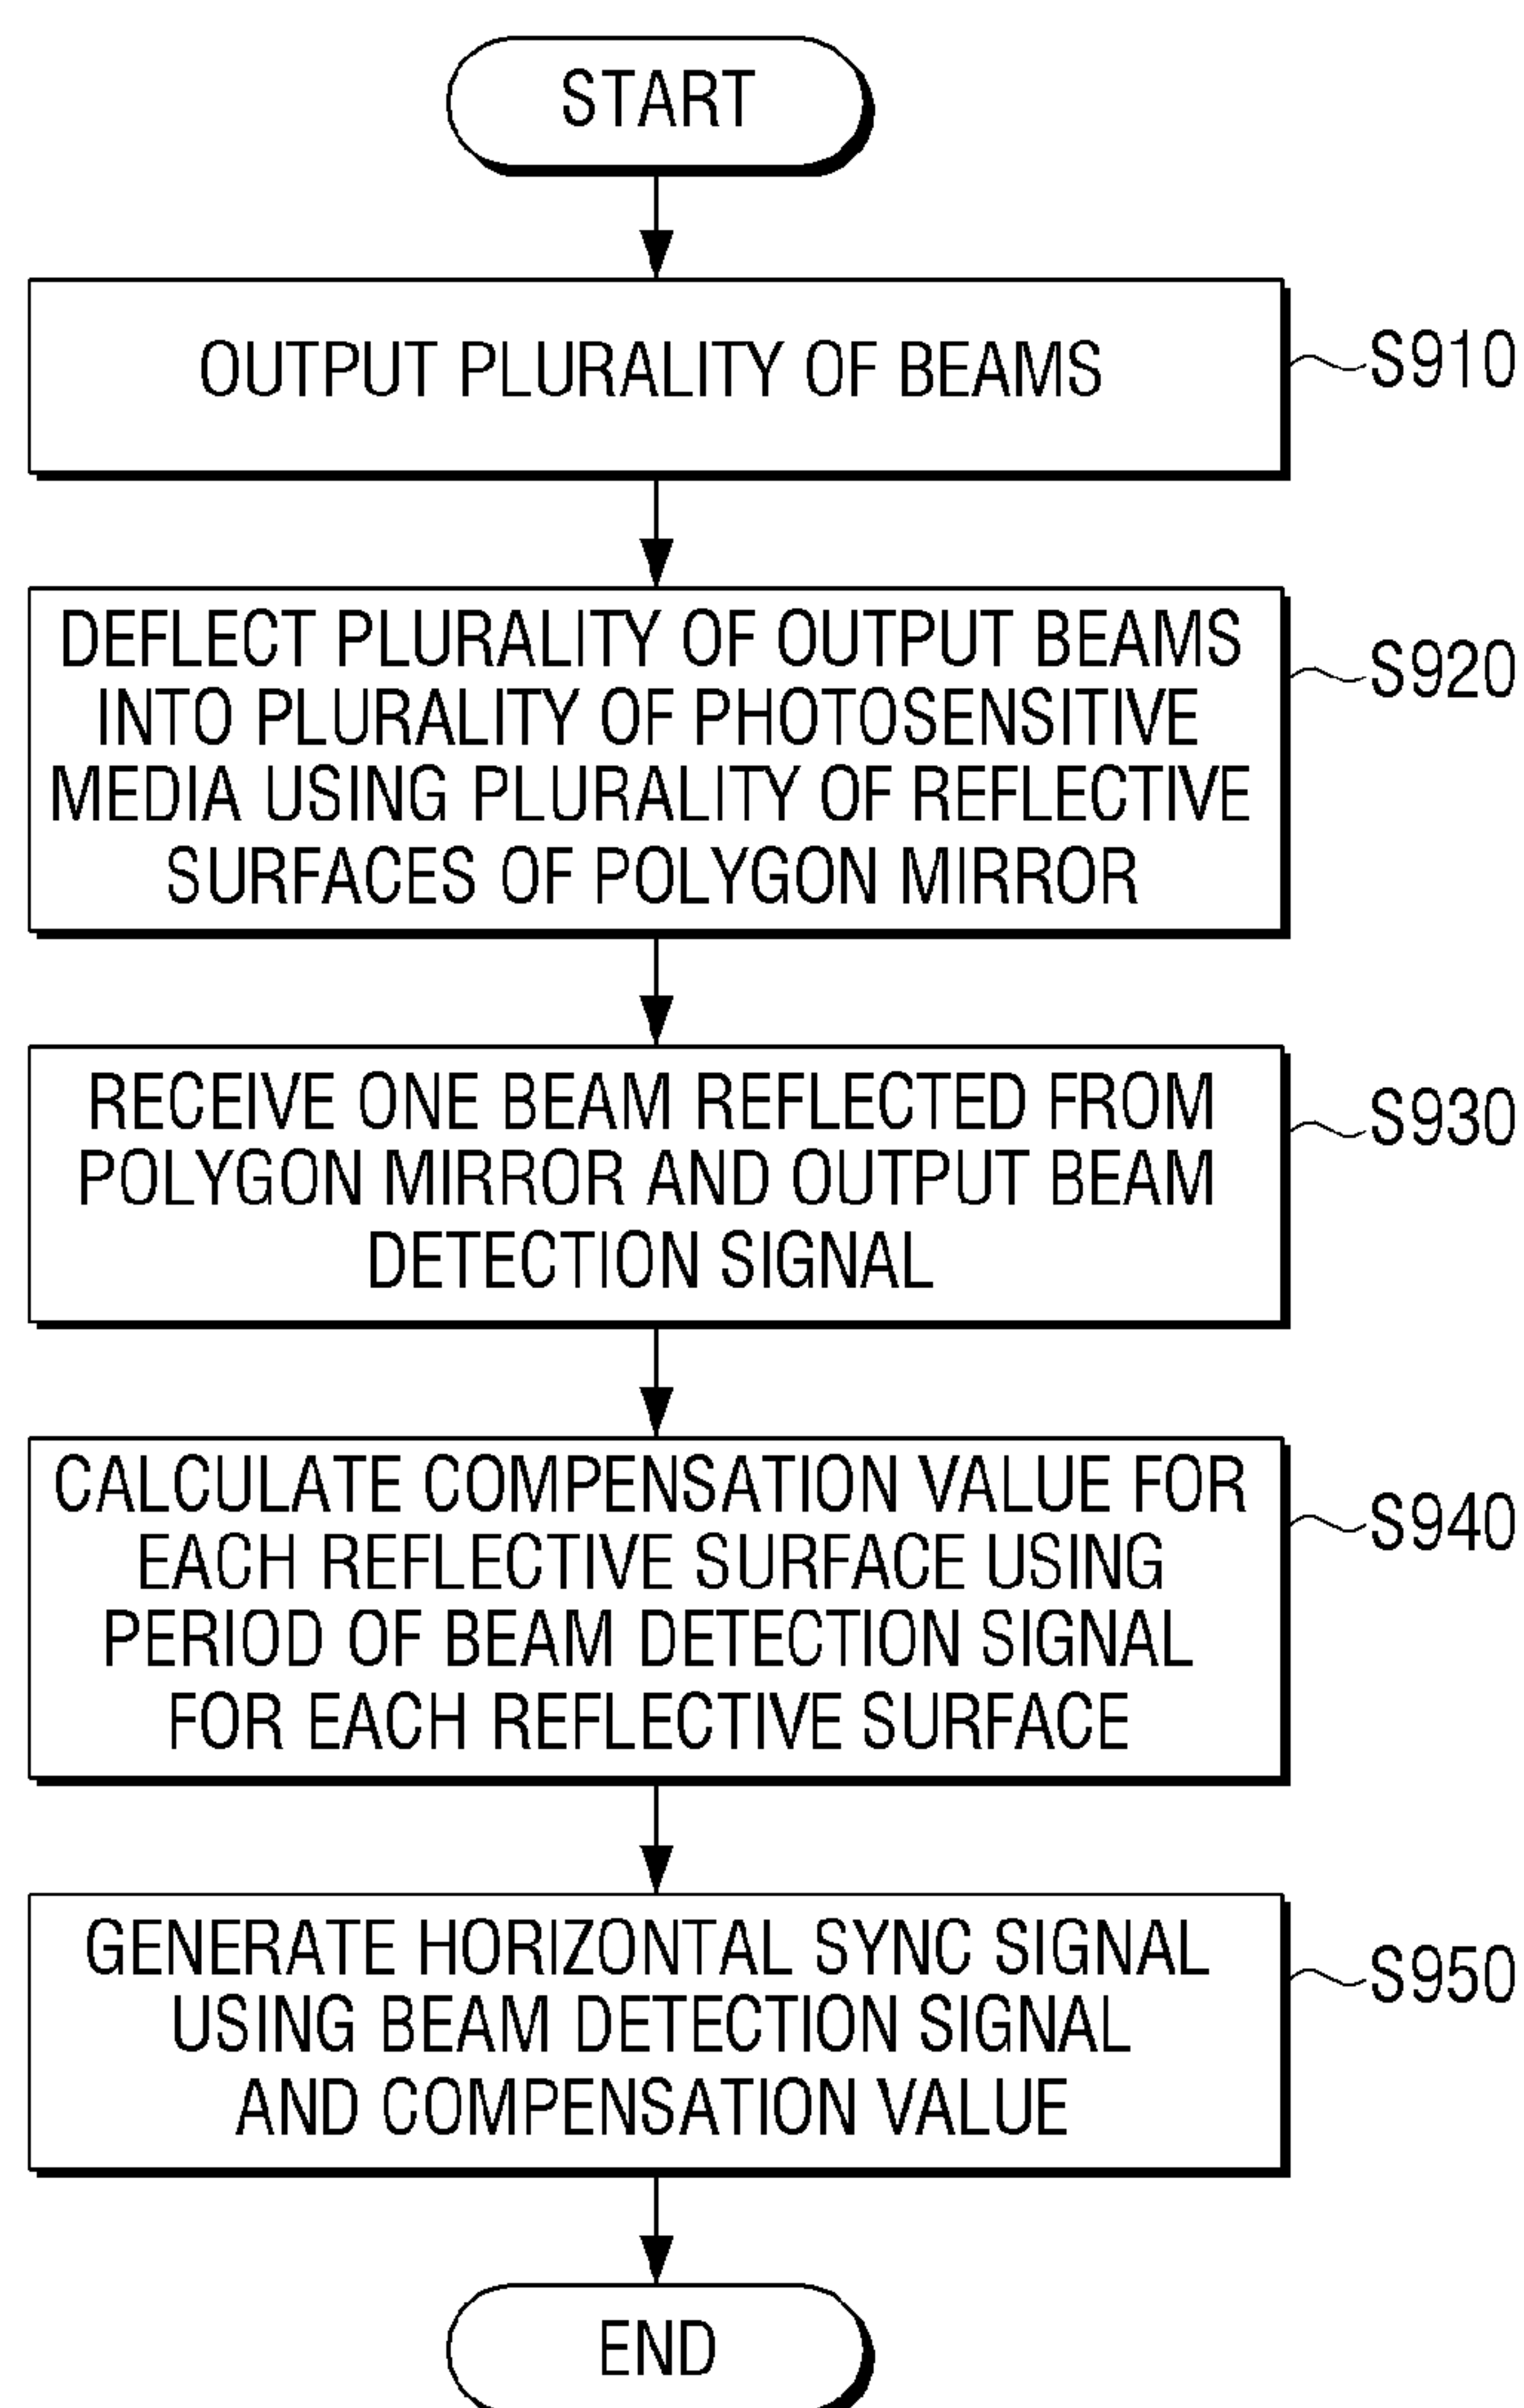 START
OUTPUT PLURALITY OF BEAMS
S910
DEFLECT PLURALITY OF OUTPUT BEAMS
INTO PLURALITY OF PHOTOSENSITIVE
MEDIA USING PLURALITY OF REFLECTIVE
SURFACES OF POLYGON MIRROR
S920
RECEIVE ONE BEAM REFLECTED FROM
POLYGON MIRROR AND OUTPUT BEAM
DETECTION SIGNAL
S930
CALCULATE COMPENSATION VALUE FOR
EACH REFLECTIVE SURFACE USING
PERIOD OF BEAM DETECTION SIGNAL
FOR EACH REFLECTIVE SURFACE
S940
GENERATE HORIZONTAL SYNC SIGNAL
USING BEAM DETECTION SIGNAL
AND COMPENSATION VALUE
S950
END